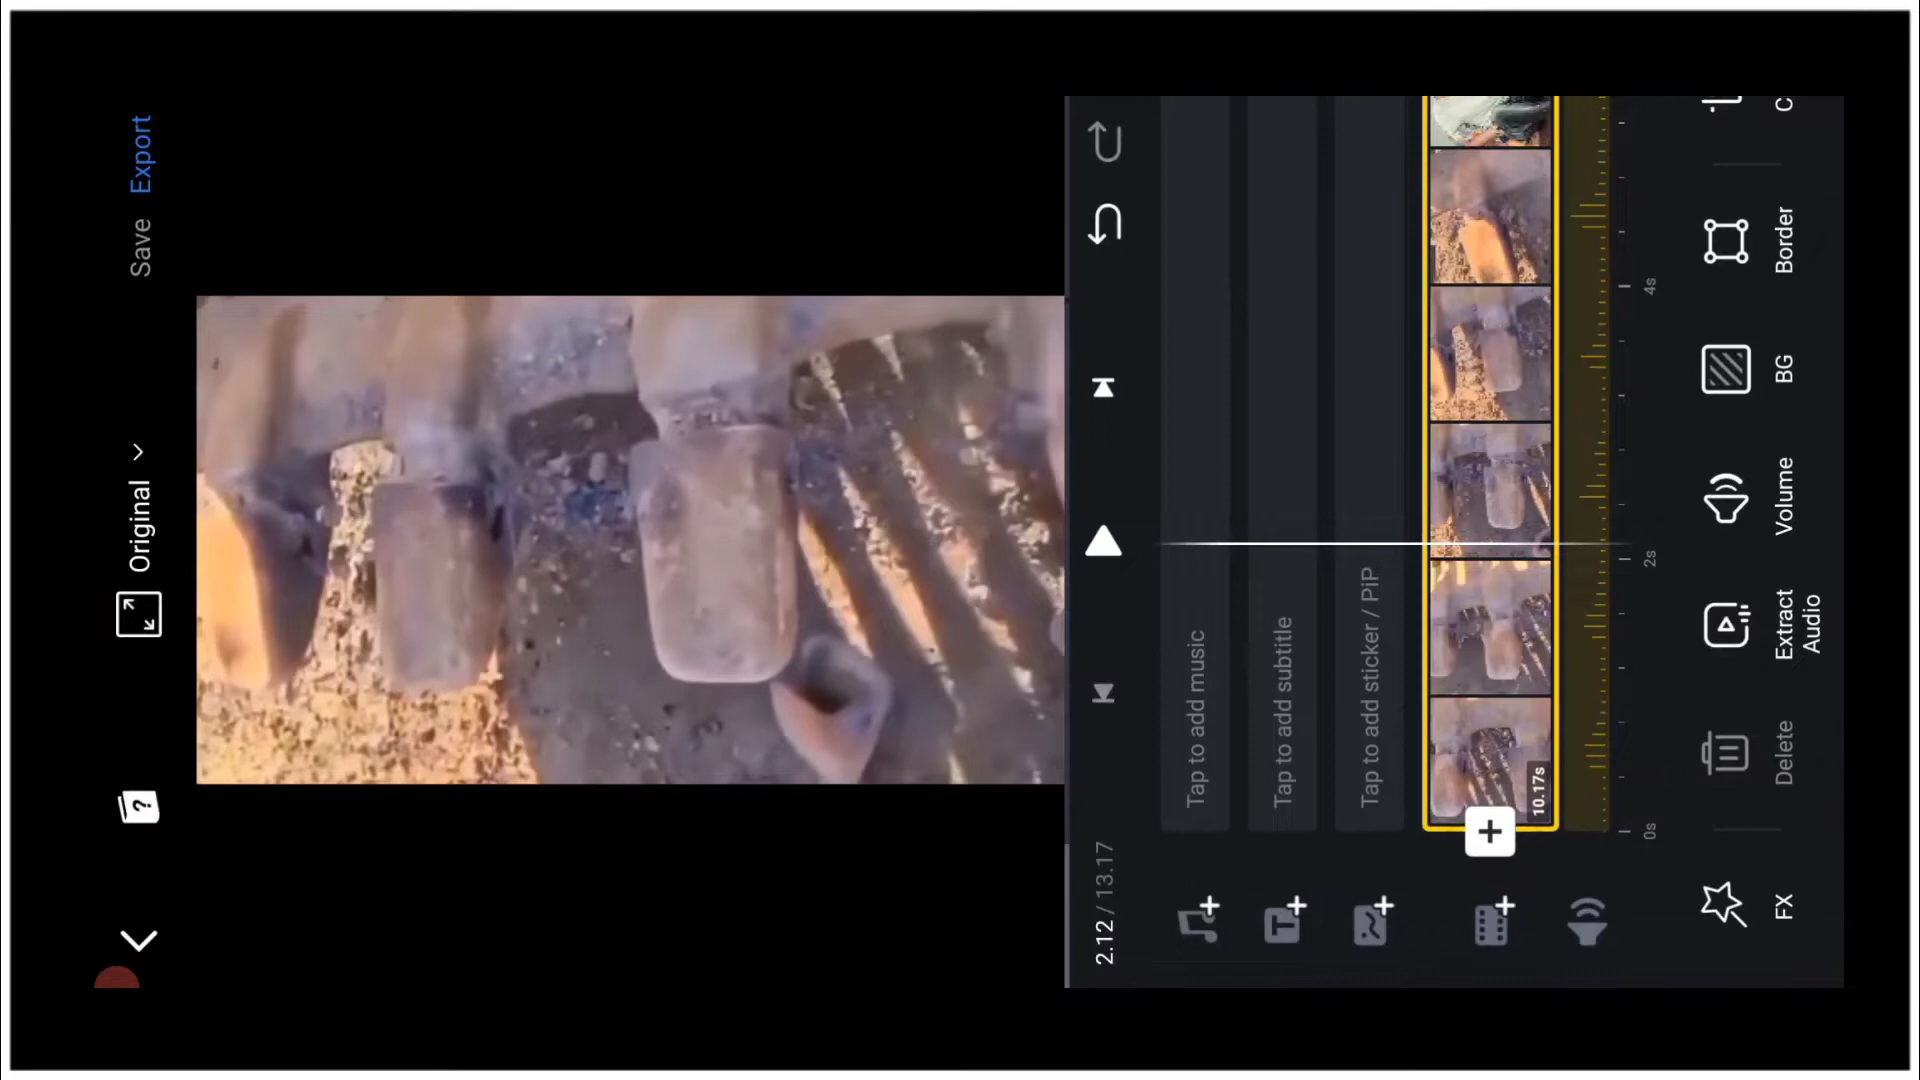 Original
Save
Export
2.12 / 13.17
Tap to add music
Tap to add subtitle
Tap to add sticker / PiP
10.17s
0s
2s
4s
FX
Delete
Extract
Audio
Volume
BG
Border
C